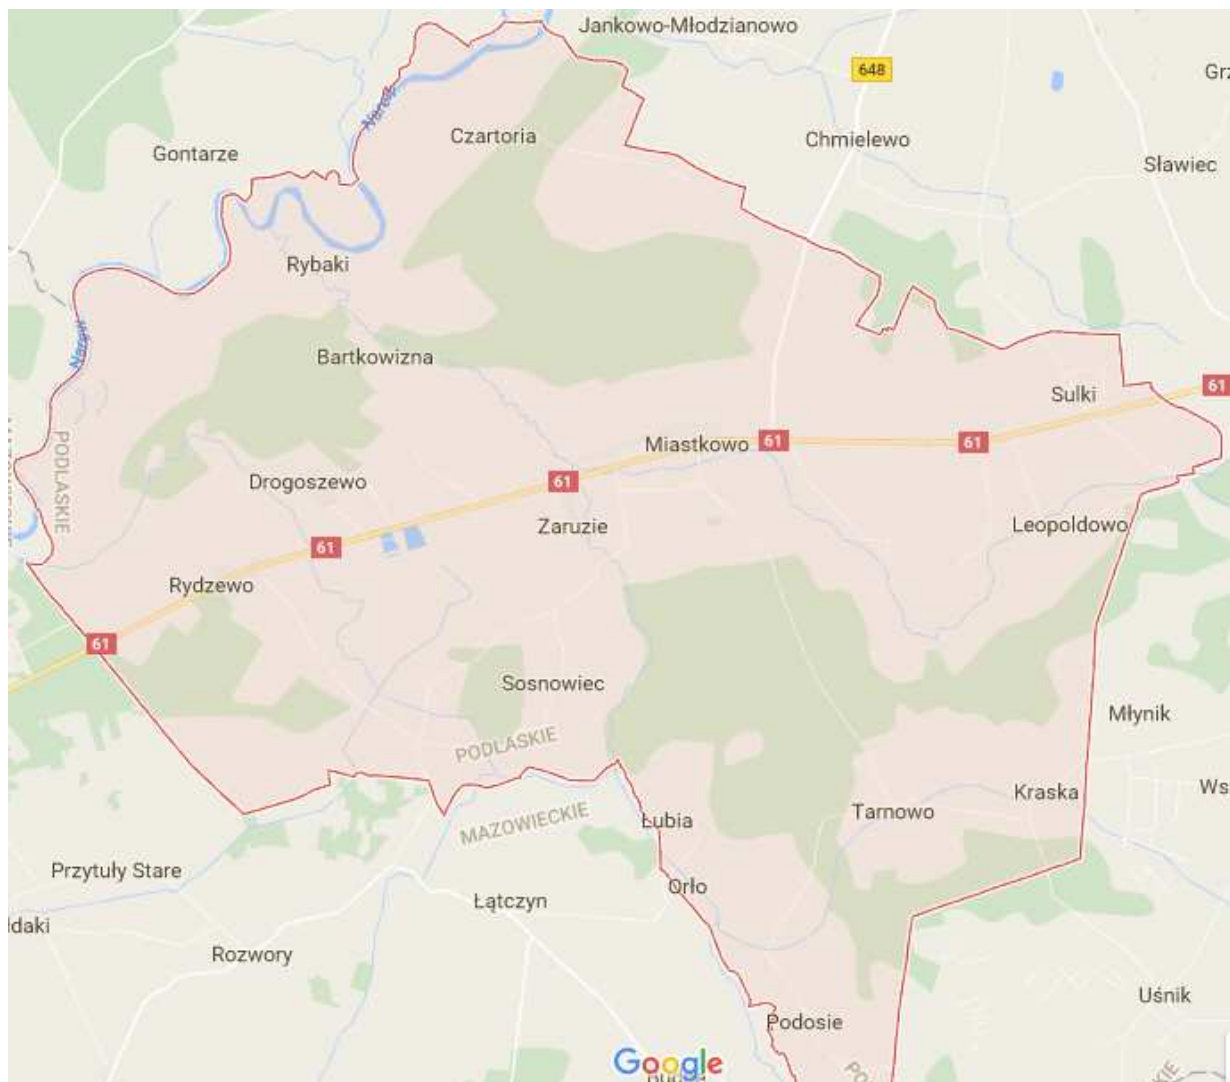 Jankowo-Młodzianowo
648
Grz
Narew
Czartoria
Chmielewo
Gontarze
Sławiec
Rybaki
Narew
Bartkowizna
61
Sulki
Miastkowo
61
61
PODLASKIE
Drogoszewo
61
Zaruzie
Leopoldowo
61
Rydzewo
61
Sosnowiec
Młynik
PODLASKIE
Kraska
Ws
MAZOWIECKIE
Łubia
Tarnowo
Przytuły Stare
Orło
Łątczyn
łdaki
Rozwory
Uśnik
Podosie
Google